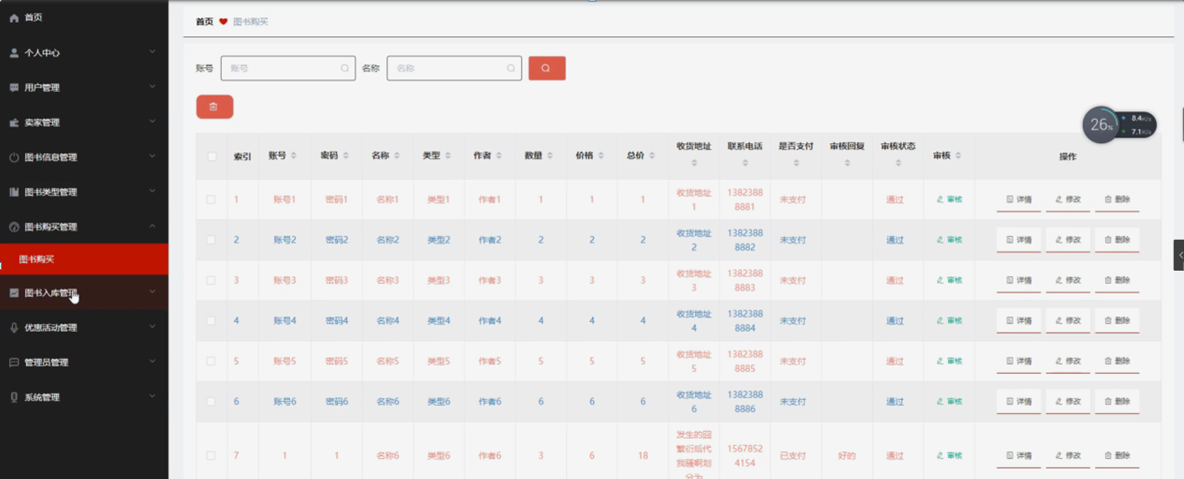 首页
个人中心
用户管理
卖家管理
图书信息管理
图书类型管理
图书购买管理
图书购买
图书入库管理
优惠活动管理
管理员管理
系统管理
首页 图书购买
账号 账号 名称 名称
26% 8.4K/s
7.1K/s
索引 账号 密码 名称 类型 作者 数量 价格 总价 收货地址 联系电话 是否支付 审核回复 审核状态 审核 操作
1 账号1 密码1 名称1 类型1 作者1 1 1 1 收货地址1 13823888881 未支付 通过 审核 详情 修改 删除
2 账号2 密码2 名称2 类型2 作者2 2 2 2 收货地址2 13823888882 未支付 通过 审核 详情 修改 删除
3 账号3 密码3 名称3 类型3 作者3 3 3 3 收货地址3 13823888883 未支付 通过 审核 详情 修改 删除
4 账号4 密码4 名称4 类型4 作者4 4 4 4 收货地址4 13823888884 未支付 通过 审核 详情 修改 删除
5 账号5 密码5 名称5 类型5 作者5 5 5 5 收货地址5 13823888885 未支付 通过 审核 详情 修改 删除
6 账号6 密码6 名称6 类型6 作者6 6 6 6 收货地址6 13823888886 未支付 通过 审核 详情 修改 删除
7 1 1 名称6 类型6 作者6 3 6 18 发生的 15678524154 已支付 好的 通过 审核 详情 修改 删除